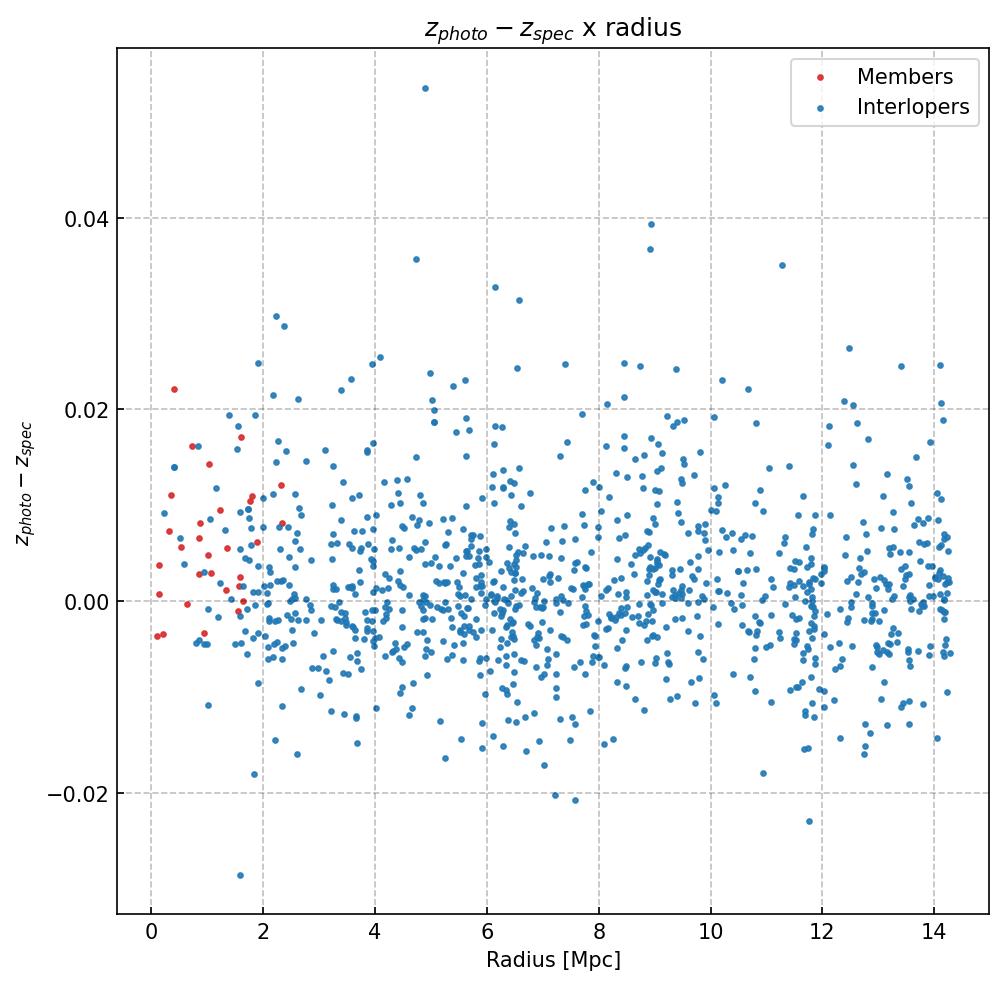 z_photo − z_spec x radius
Members
Interlopers
z_photo − z_spec
0.04
0.02
0.00
−0.02
0 2 4 6 8 10 12 14
Radius [Mpc]